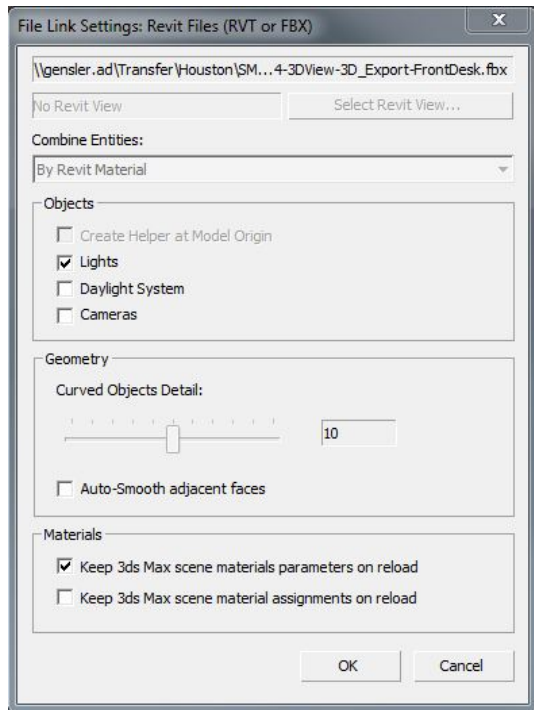 File Link Settings: Revit Files (RVT or FBX)
\\gensler.ad\Transfer\Houston\SM...4-3DView-3D_Export-FrontDesk.fbx
No Revit View
Select Revit View...
Combine Entities:
By Revit Material
Objects
Create Helper at Model Origin
Lights
Daylight System
Cameras
Geometry
Curved Objects Detail:
10
Auto-Smooth adjacent faces
Materials
Keep 3ds Max scene materials parameters on reload
Keep 3ds Max scene material assignments on reload
OK
Cancel